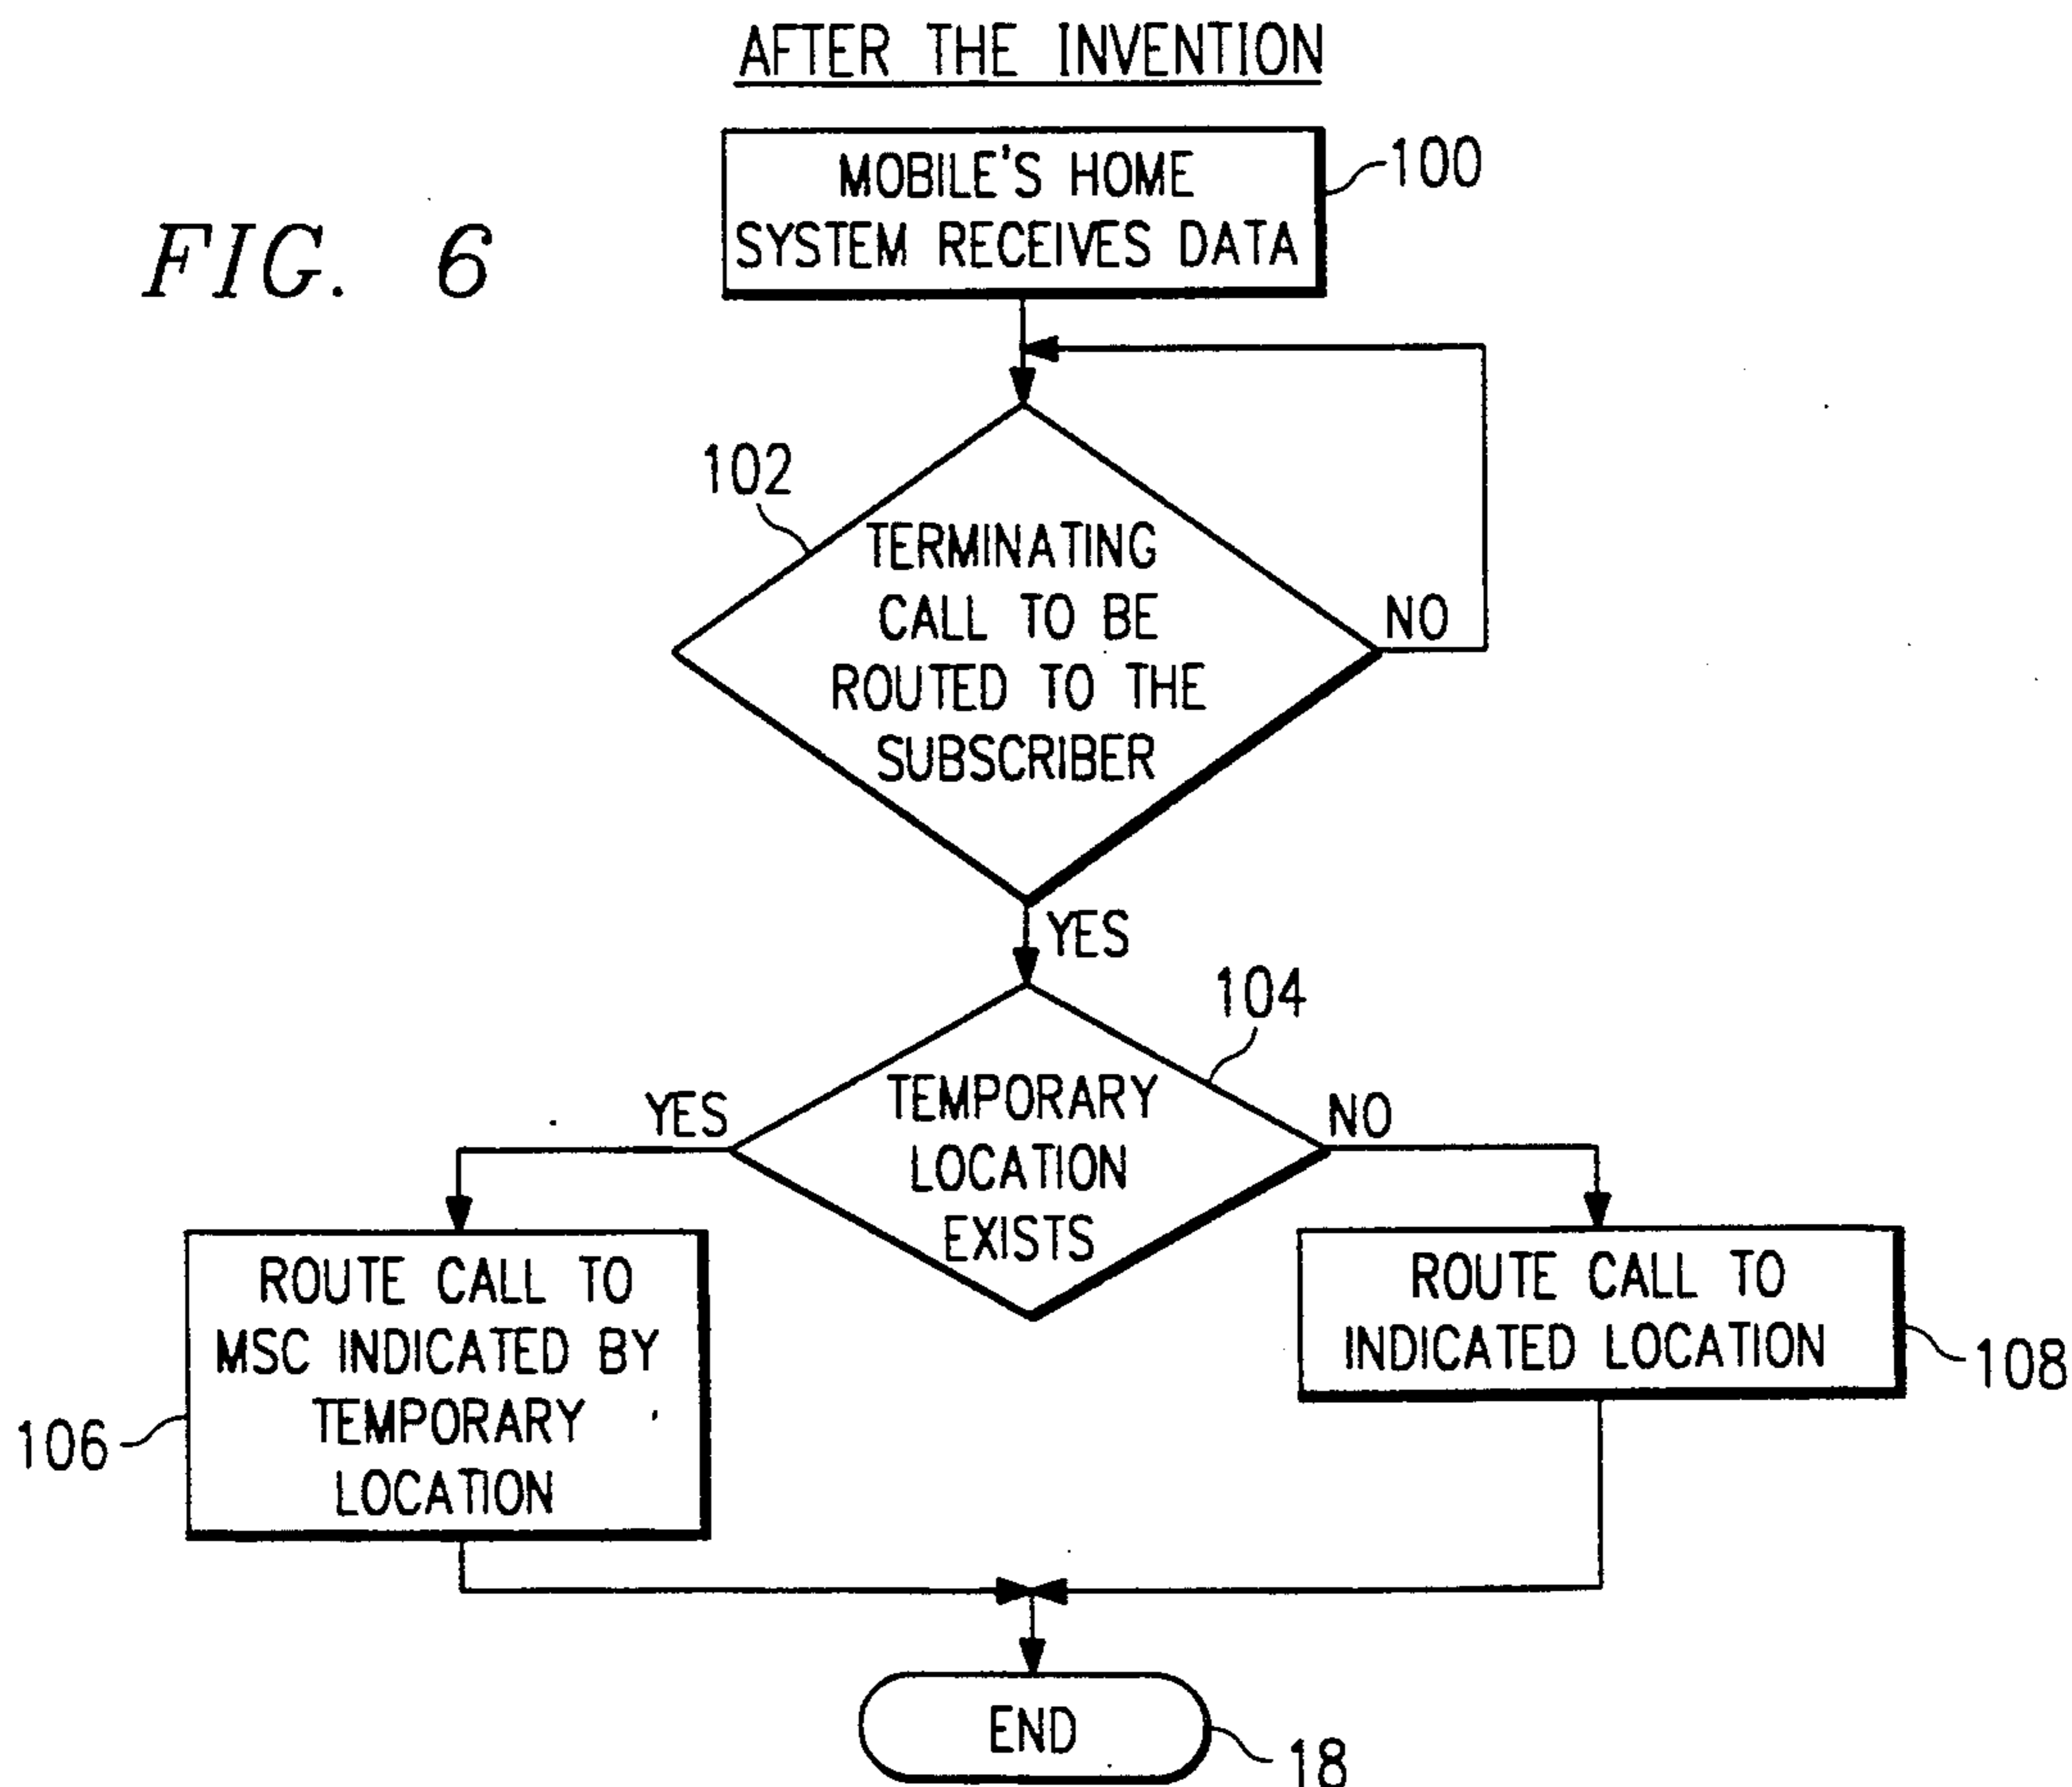 AFTER THE INVENTION
FIG. 6
MOBILE'S HOME
SYSTEM RECEIVES DATA
100
102
TERMINATING
CALL TO BE
ROUTED TO THE
SUBSCRIBER
NO
YES
104
TEMPORARY
LOCATION
EXISTS
YES
NO
ROUTE CALL TO
MSC INDICATED BY
TEMPORARY
LOCATION
106
ROUTE CALL TO
INDICATED LOCATION
108
END
18